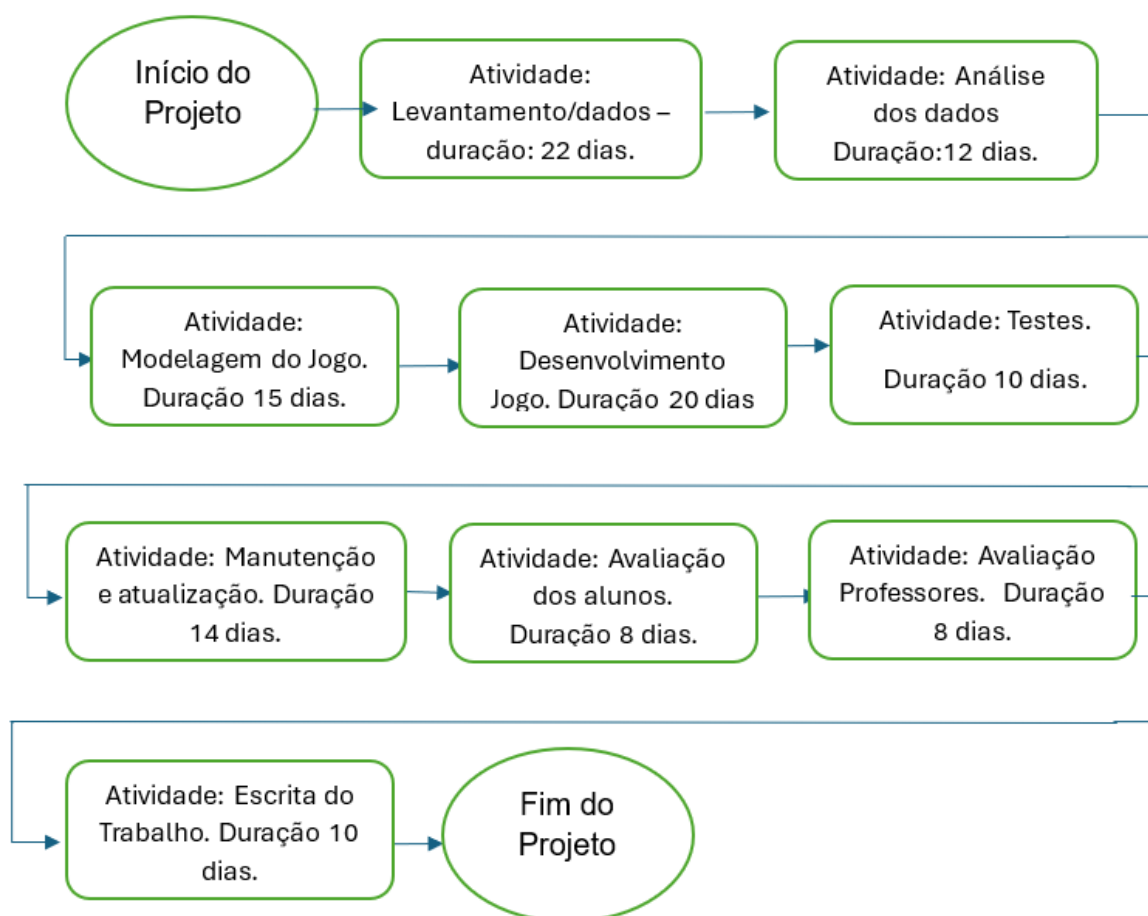 Início do
Projeto
Atividade:
Levantamento/dados –
duração: 22 dias.
Atividade: Análise
dos dados
Duração:12 dias.
Atividade:
Modelagem do Jogo.
Duração 15 dias.
Atividade:
Desenvolvimento
Jogo. Duração 20 dias
Atividade: Testes.
Duração 10 dias.
Atividade: Manutenção
e atualização. Duração
14 dias.
Atividade: Avaliação
dos alunos.
Duração 8 dias.
Atividade: Avaliação
Professores. Duração
8 dias.
Atividade: Escrita do
Trabalho. Duração 10
dias.
Fim do
Projeto